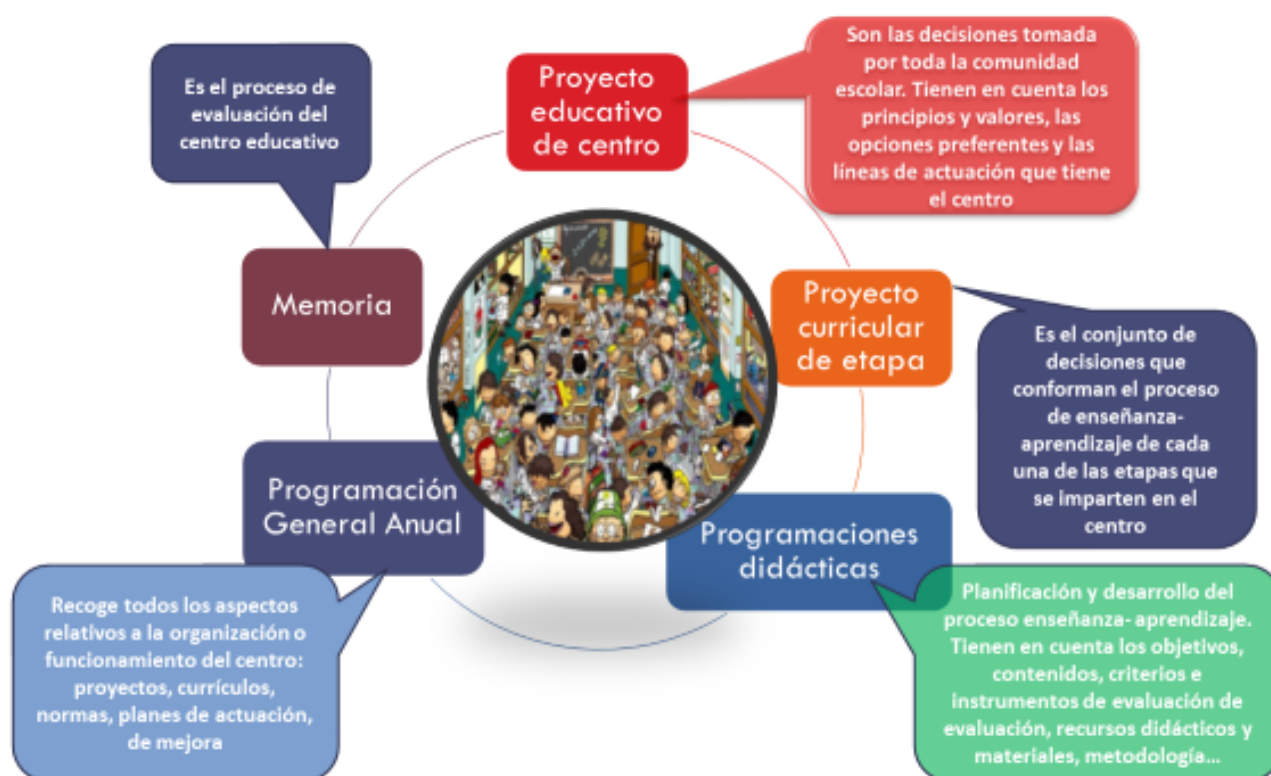 Es el proceso de
evaluación del
centro educativo
Proyecto
educativo
de centro
Son las decisiones tomada
por toda la comunidad
escolar. Tienen en cuenta los
principios y valores, las
opciones preferentes y las
líneas de actuación que tiene
el centro
Memoria
Proyecto
curricular
de etapa
Es el conjunto de
decisiones que
conforman el proceso
de enseñanza-
aprendizaje de cada
una de las etapas que
se imparten en el
centro
Programación
General Anual
Programaciones
didácticas
Recoge todos los aspectos
relativos a la organización o
funcionamiento del centro:
proyectos, currículos,
normas, planes de actuación,
de mejora
Planificación y desarrollo del
proceso enseñanza- aprendizaje.
Tienen en cuenta los objetivos,
contenidos, criterios e
instrumentos de evaluación de
evaluación, recursos didácticos y
materiales, metodología...